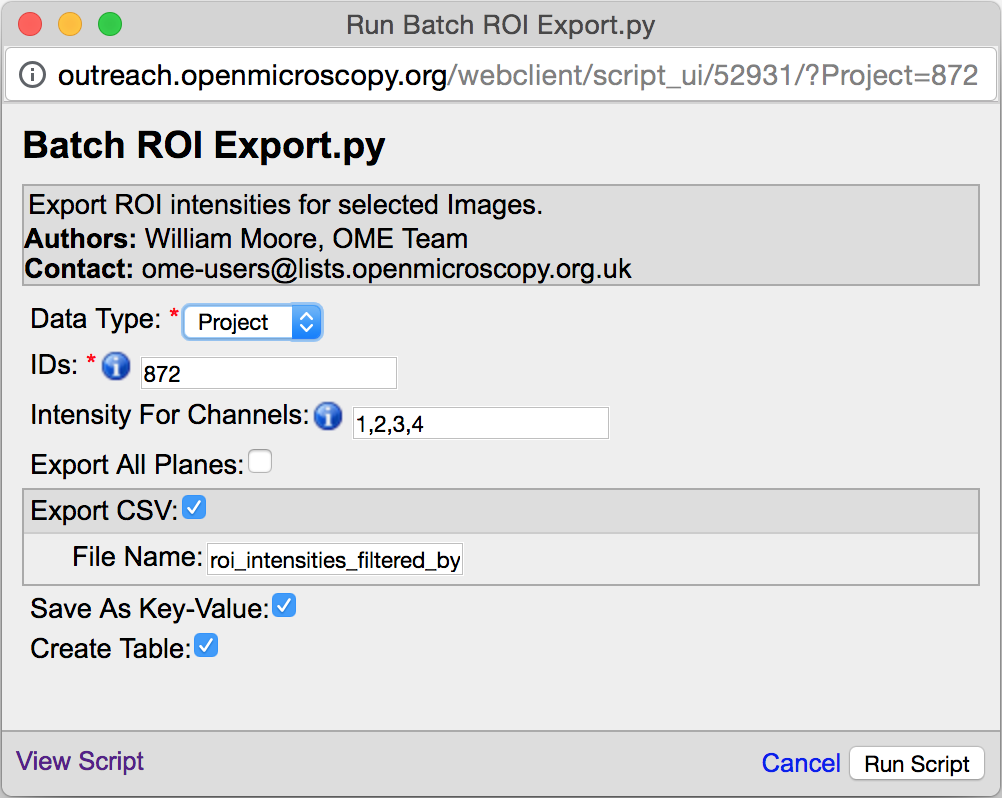 Run Batch ROI Export.py
outreach.openmicroscopy.org/webclient/script_ui/52931/?Project=872
Batch ROI Export.py
Export ROI intensities for selected Images.
Authors: William Moore, OME Team
Contact: ome-users@lists.openmicroscopy.org.uk
Data Type: * Project
IDs: * 872
Intensity For Channels: 1,2,3,4
Export All Planes:
Export CSV:
File Name: roi_intensities_filtered_by
Save As Key-Value:
Create Table:
View Script Cancel Run Script